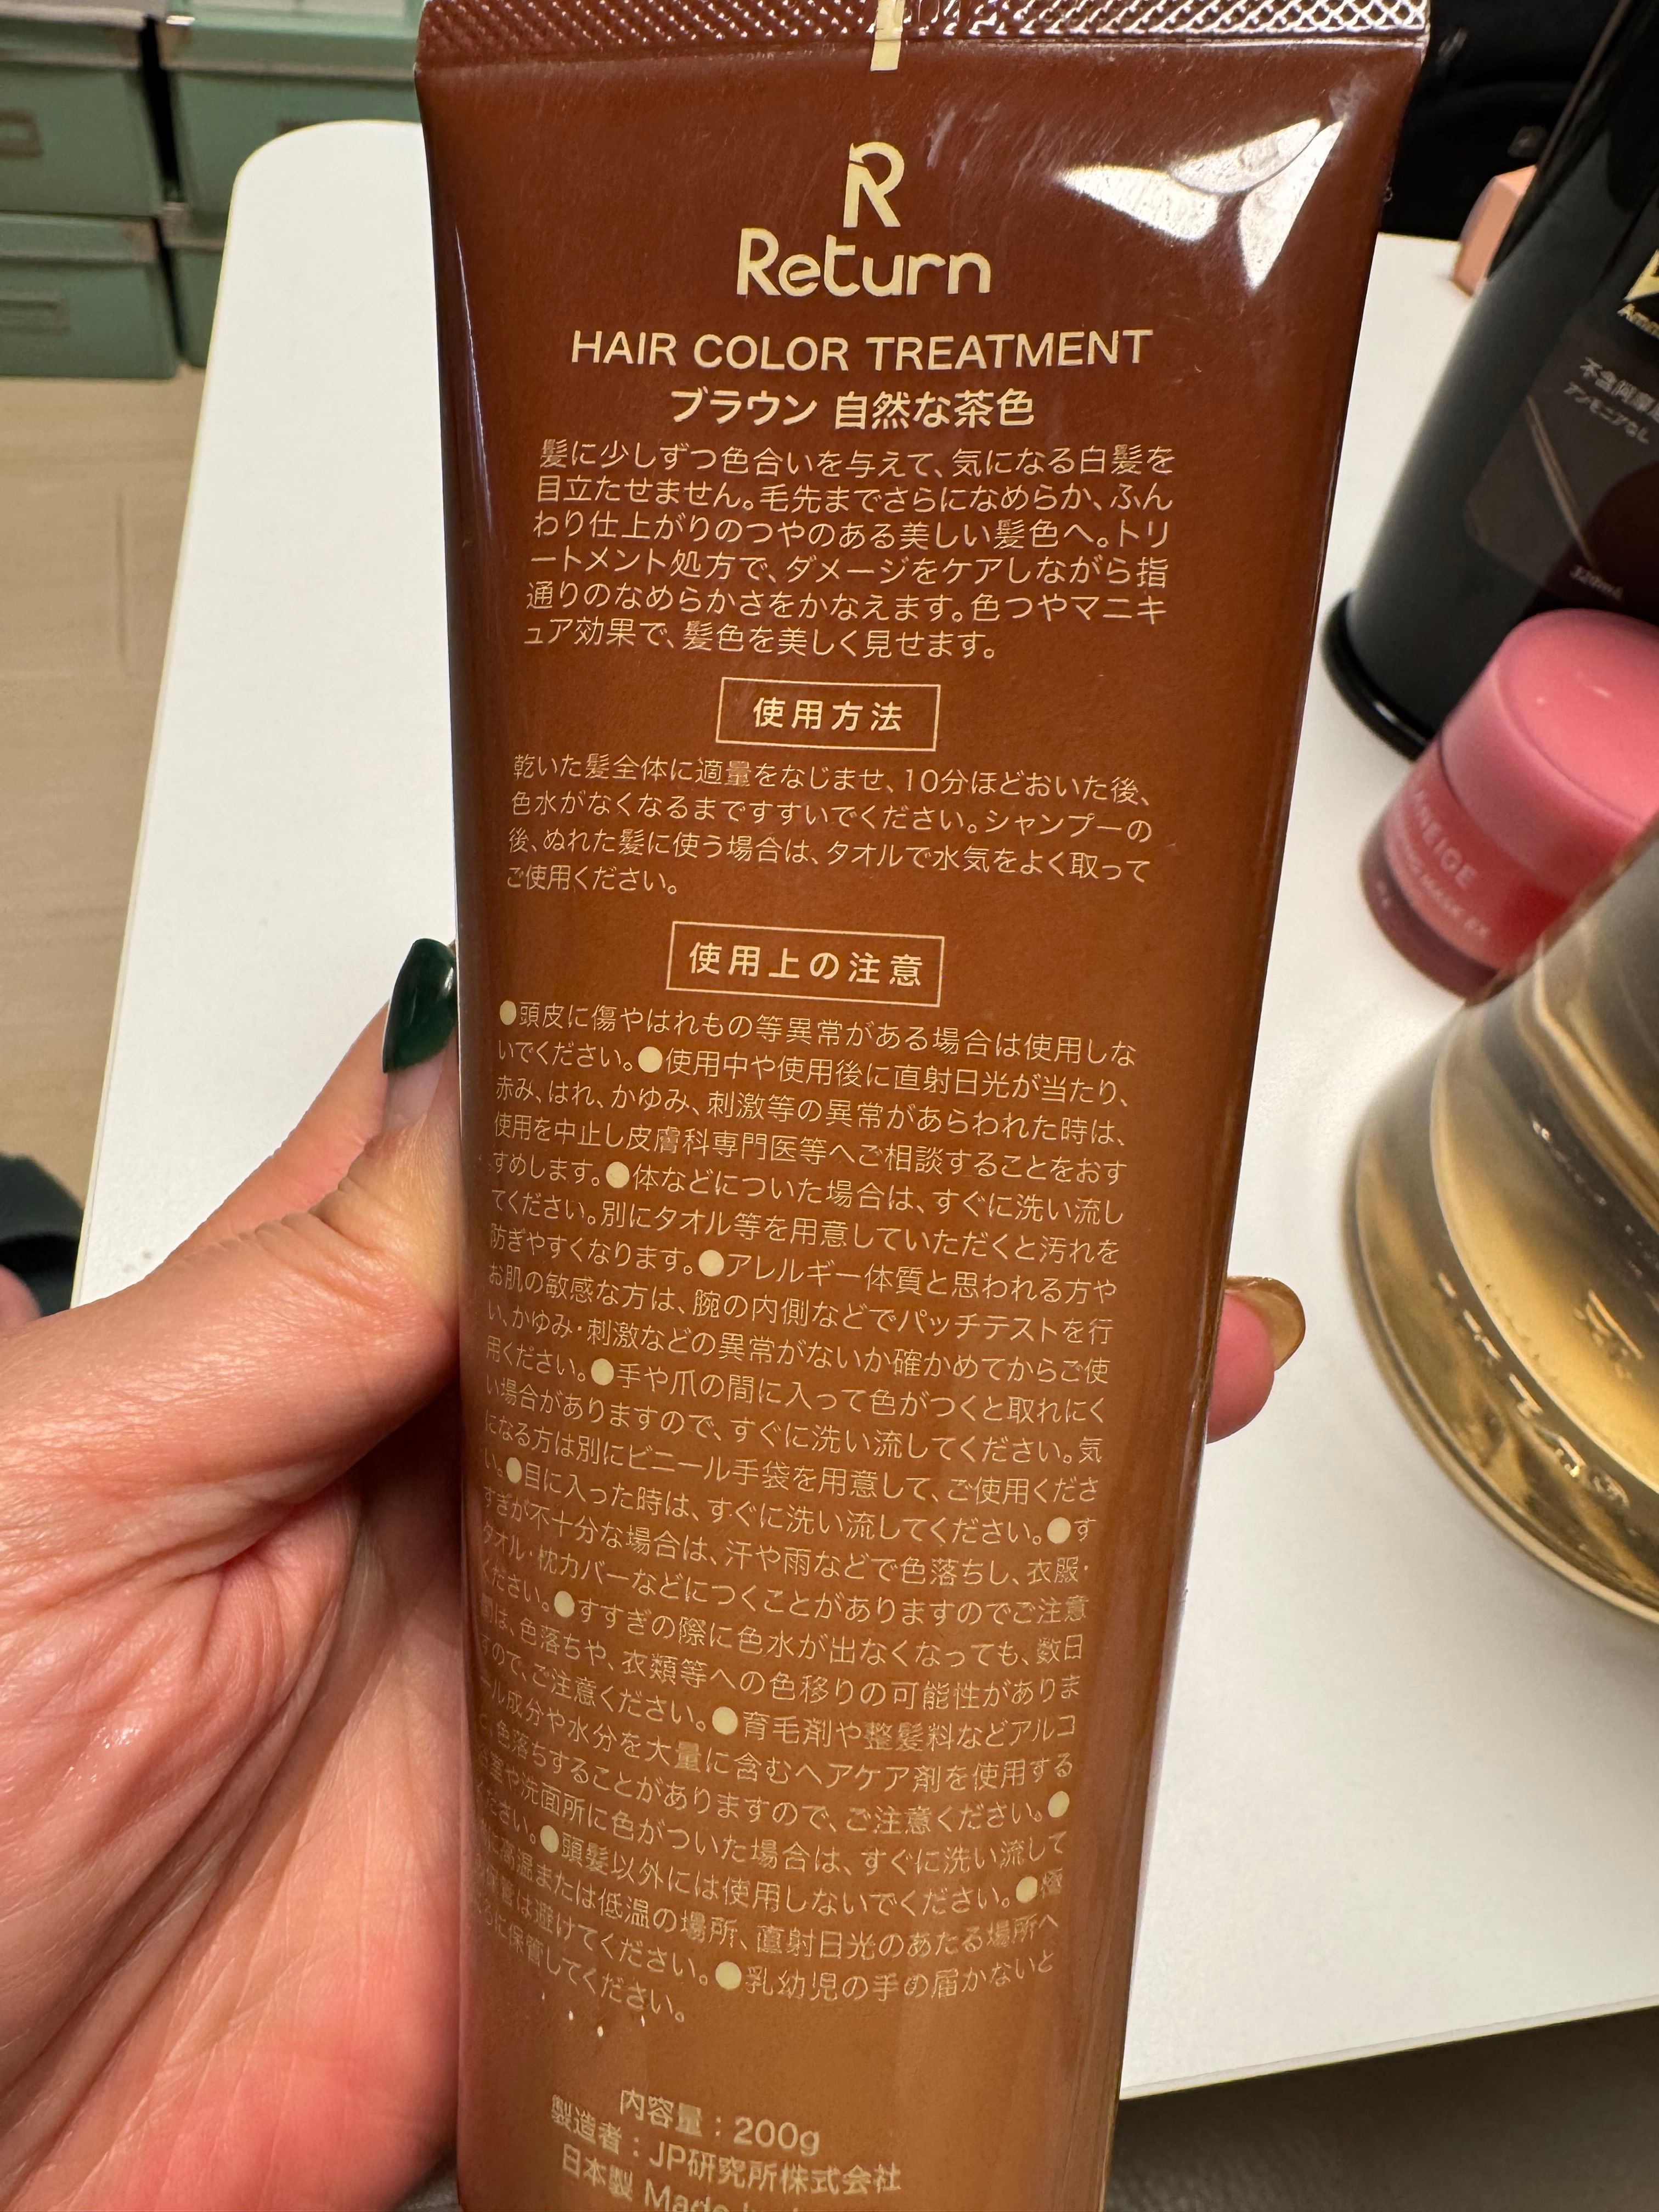 R
Return
HAIR COLOR TREATMENT
ブラウン 自然な茶色
髪に少しずつ色合いを与えて、気になる白髪を
目立たせません。毛先までさらになめらか、ふん
わり仕上がりのつやのある美しい髪色へ。トリ
ートメント処方で、ダメージをケアしながら指
通りのなめらかさをかなえます。色つやマニキ
ュア効果で、髪色を美しく見せます。
使用方法
乾いた髪全体に適量をなじませ、10分ほどおいた後、
色水がなくなるまですすいでください。シャンプーの
後、ぬれた髪に使う場合は、タオルで水気をよく取って
ご使用ください。
使用上の注意
●頭皮に傷やはれもの等異常がある場合は使用しな
いでください。●使用中や使用後に直射日光が当たり、
赤み、はれ、かゆみ、刺激等の異常があらわれた時は、
使用を中止し皮膚科専門医等へご相談することをおす
すめします。●体などについた場合は、すぐに洗い流し
てください。別にタオル等を用意していただくと汚れを
防ぎやすくなります。●アレルギー体質と思われる方や
お肌の敏感な方は、腕の内側などでパッチテストを行
い、かゆみ・刺激などの異常がないか確かめてからご使
用ください。●手や爪の間に入って色がつくと取れにく
い場合がありますので、すぐに洗い流してください。気
になる方は別にビニール手袋を用意して、ご使用くださ
い。●目に入った時は、すぐに洗い流してください。●す
すぎが不十分な場合は、汗や雨などで色落ちし、衣服・
タオル・枕カバーなどにつくことがありますのでご注意
ください。●すすぎの際に色水が出なくなっても、数日
間は、色落ちや、衣類等への色移りの可能性がありま
すので、ご注意ください。●育毛剤や整髪料などアルコ
ール成分や水分を大量に含むヘアケア剤を使用する
と、色落ちすることがありますので、ご注意ください。●
浴室や洗面所に色がついた場合は、すぐに洗い流して
ください。●頭髪以外には使用しないでください。●極
に高温または低温の場所、直射日光のあたる場所へ
保管は避けてください。●乳幼児の手の届かないと
ろに保管してください。
内容量：200g
製造者：JP研究所株式会社
日本製 Made
アンモニアなし
LANEIGE